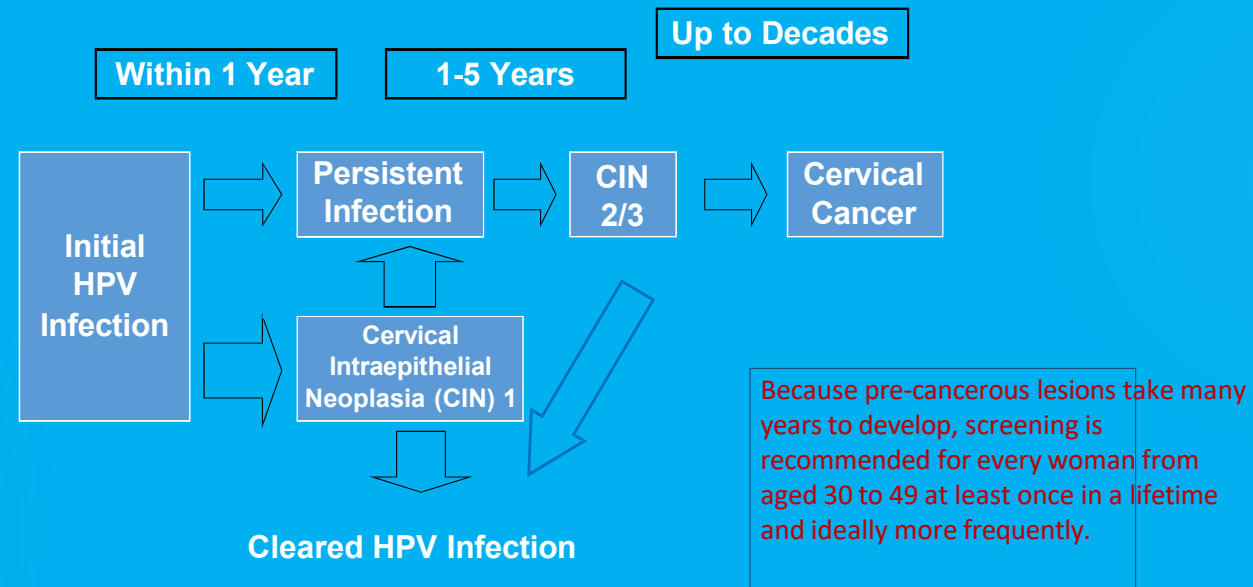 Up to Decades
Within 1 Year
1-5 Years
Initial
HPV
Infection
Persistent
Infection
CIN
2/3
Cervical
Cancer
Cervical
Intraepithelial
Neoplasia (CIN) 1
Because pre-cancerous lesions take many
years to develop, screening is
recommended for every woman from
aged 30 to 49 at least once in a lifetime
and ideally more frequently.
Cleared HPV Infection